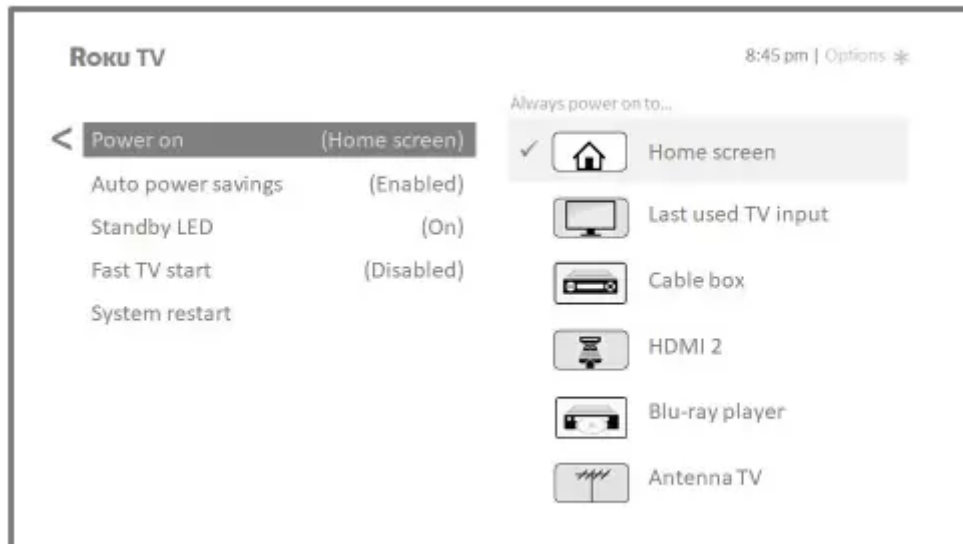 Roku TV
8:45 pm | Options *
Power on (Home screen)
Auto power savings (Enabled)
Standby LED (On)
Fast TV start (Disabled)
System restart
Always power on to...
Home screen
Last used TV input
Cable box
HDMI 2
Blu-ray player
Antenna TV